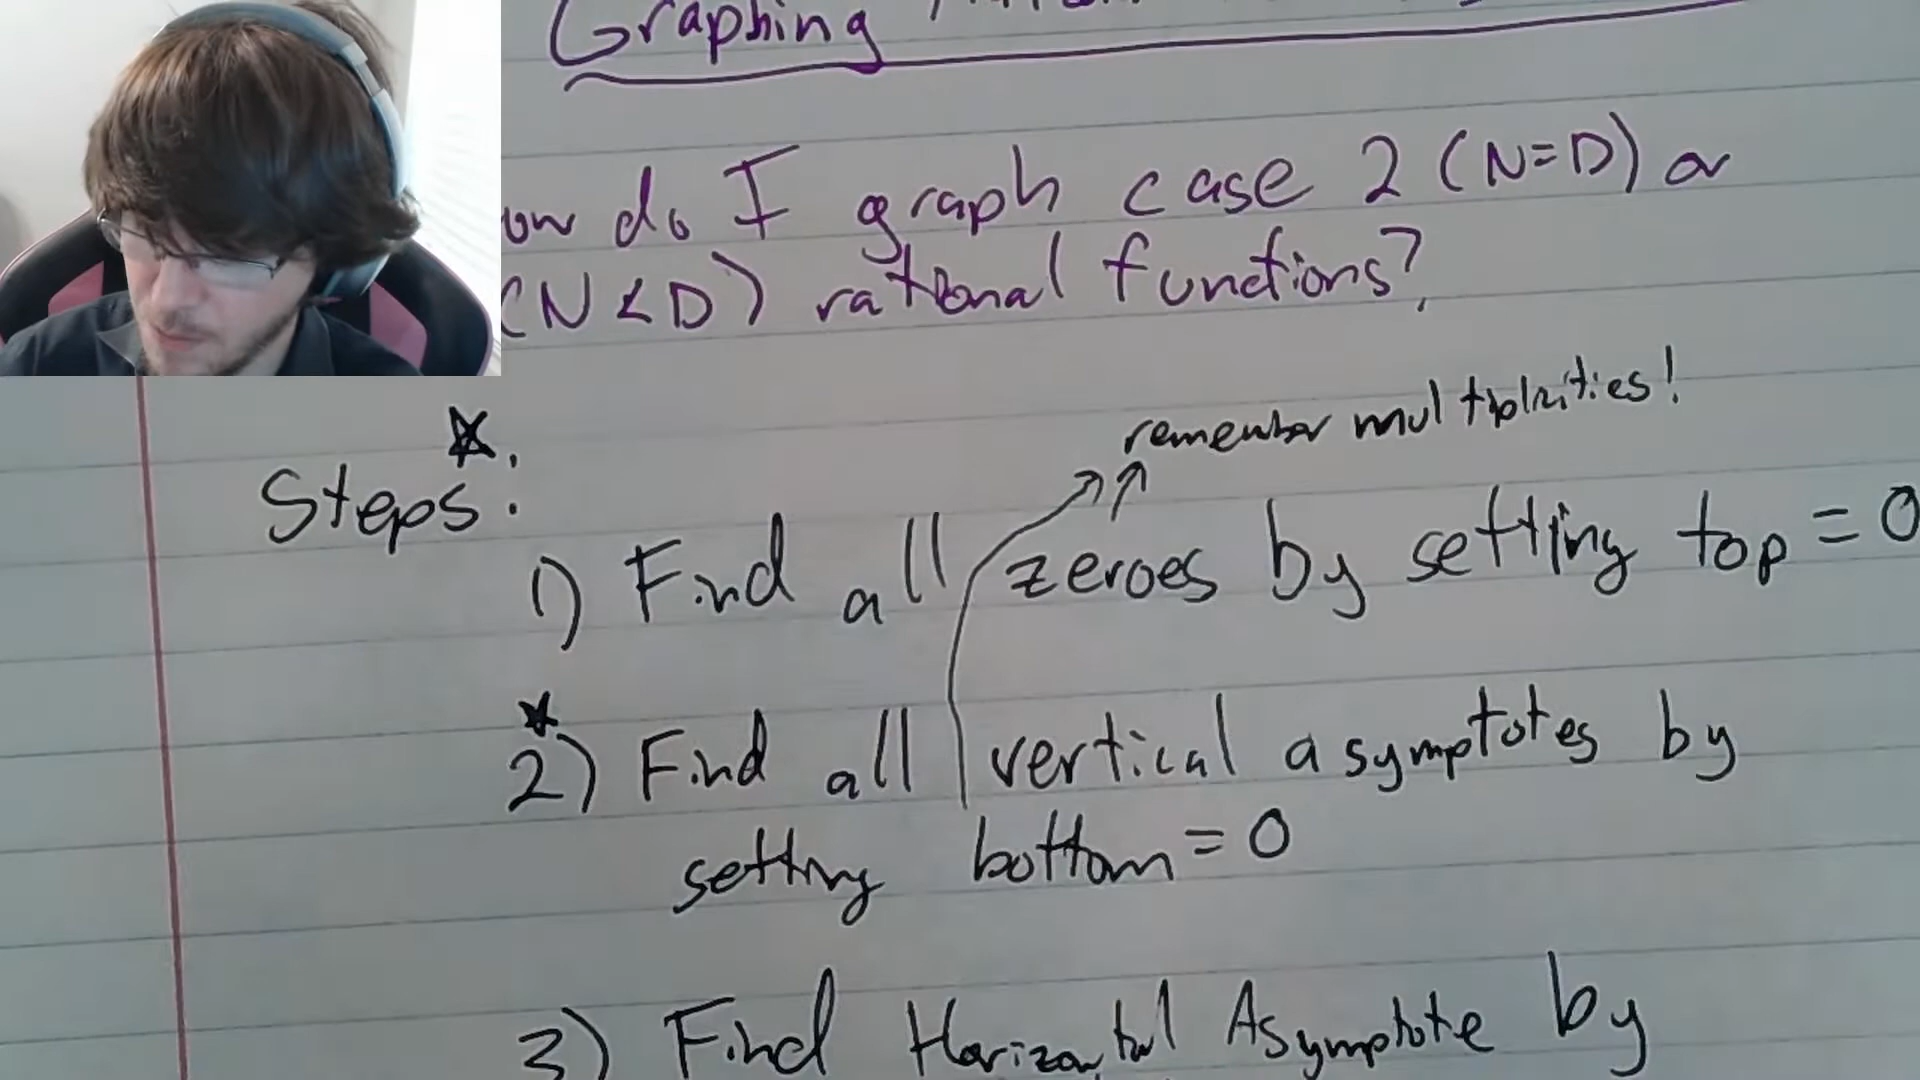 Graphing
ow do I graph case 2 (N=D) or
(N<D) rational functions?
remember multiplicities!
Steps:
1) Find all zeroes by setting top = 0
2) Find all vertical asymptotes by
setting bottom = 0
3) Find Horizontal Asymptote by